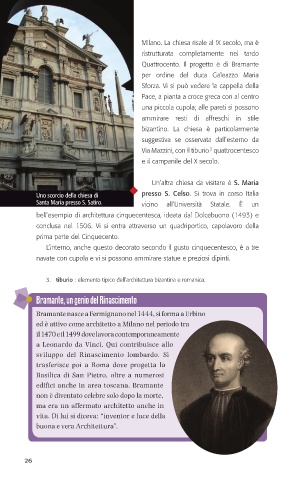 Milano. La chiesa risale al IX secolo, ma è
ristrutturata completamente nel tardo
Quattrocento. Il progetto è di Bramante
per ordine del duca Galeazzo Maria
Sforza. Vi si può vedere la cappella della
Pace, a pianta a croce greca con al centro
una piccola cupola; alle pareti si possono
ammirare resti di affreschi in stile
bizantino. La chiesa è particolarmente
suggestiva se osservata dall'esterno da
Via Mazzini, con il tiburio³ quattrocentesco
e il campanile del X secolo.
Uno scorcio della chiesa di
Santa Maria presso S. Satiro.
Un'altra chiesa da visitare è S. Maria
presso S. Celso. Si trova in corso Italia
vicino all'Università Statale. È un
bell'esempio di architettura cinquecentesca, ideata dal Dolcebuono (1493) e
conclusa nel 1506. Vi si entra attraverso un quadriportico, capolavoro della
prima parte del Cinquecento.
L'interno, anche questo decorato secondo il gusto cinquecentesco, è a tre
navate con cupola e vi si possono ammirare statue e preziosi dipinti.
3. tiburio : elemento tipico dell'architettura bizantina e romanica.
Bramante, un genio del Rinascimento
Bramante nasce a Fermignano nel 1444, si forma a Urbino
ed è attivo come architetto a Milano nel periodo tra
il 1470 e il 1499 dove lavora contemporaneamente
a Leonardo da Vinci. Qui contribuisce allo
sviluppo del Rinascimento lombardo. Si
trasferisce poi a Roma dove progetta la
Basilica di San Pietro, oltre a numerosi
edifici anche in area toscana. Bramante
non è diventato celebre solo dopo la morte,
ma era un affermato architetto anche in
vita. Di lui si diceva: "inventor e luce della
buona e vera Architettura".
26